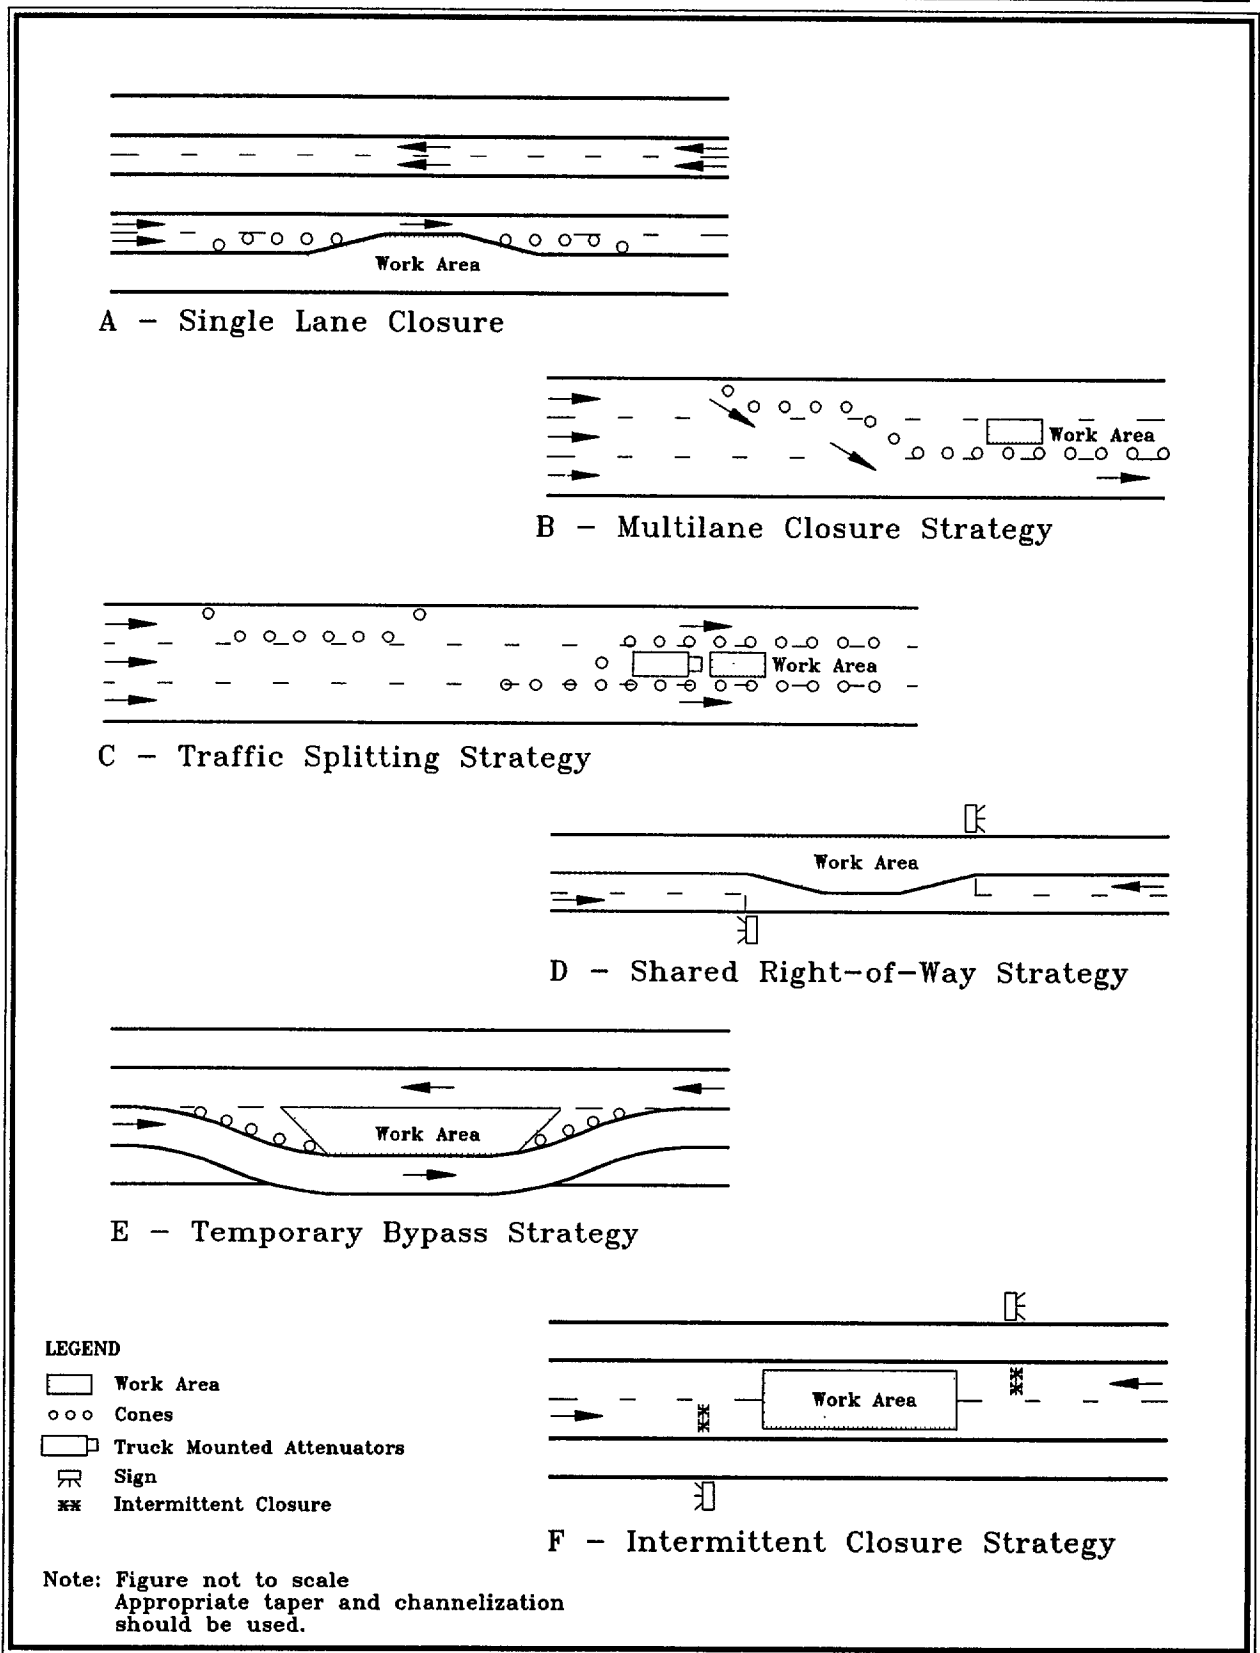 Work Area
A - Single Lane Closure
Work Area
B - Multilane Closure Strategy
Work Area
C - Traffic Splitting Strategy
Work Area
D - Shared Right-of-Way Strategy
Work Area
E - Temporary Bypass Strategy
Work Area
F - Intermittent Closure Strategy
LEGEND
Work Area
Cones
Truck Mounted Attenuators
Sign
Intermittent Closure
Note: Figure not to scale
Appropriate taper and channelization
should be used.